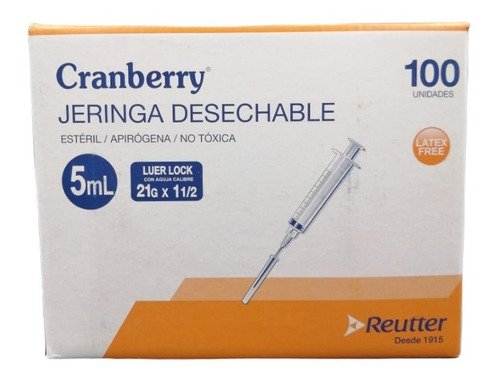 Cranberry®
100
UNIDADES
JERINGA DESECHABLE
ESTÉRIL / APIRÓGENA / NO TÓXICA
LATEX
FREE
5mL
LUER LOCK
CON AGUJA CALIBRE
21G x 1 1/2
Reutter
Desde 1915